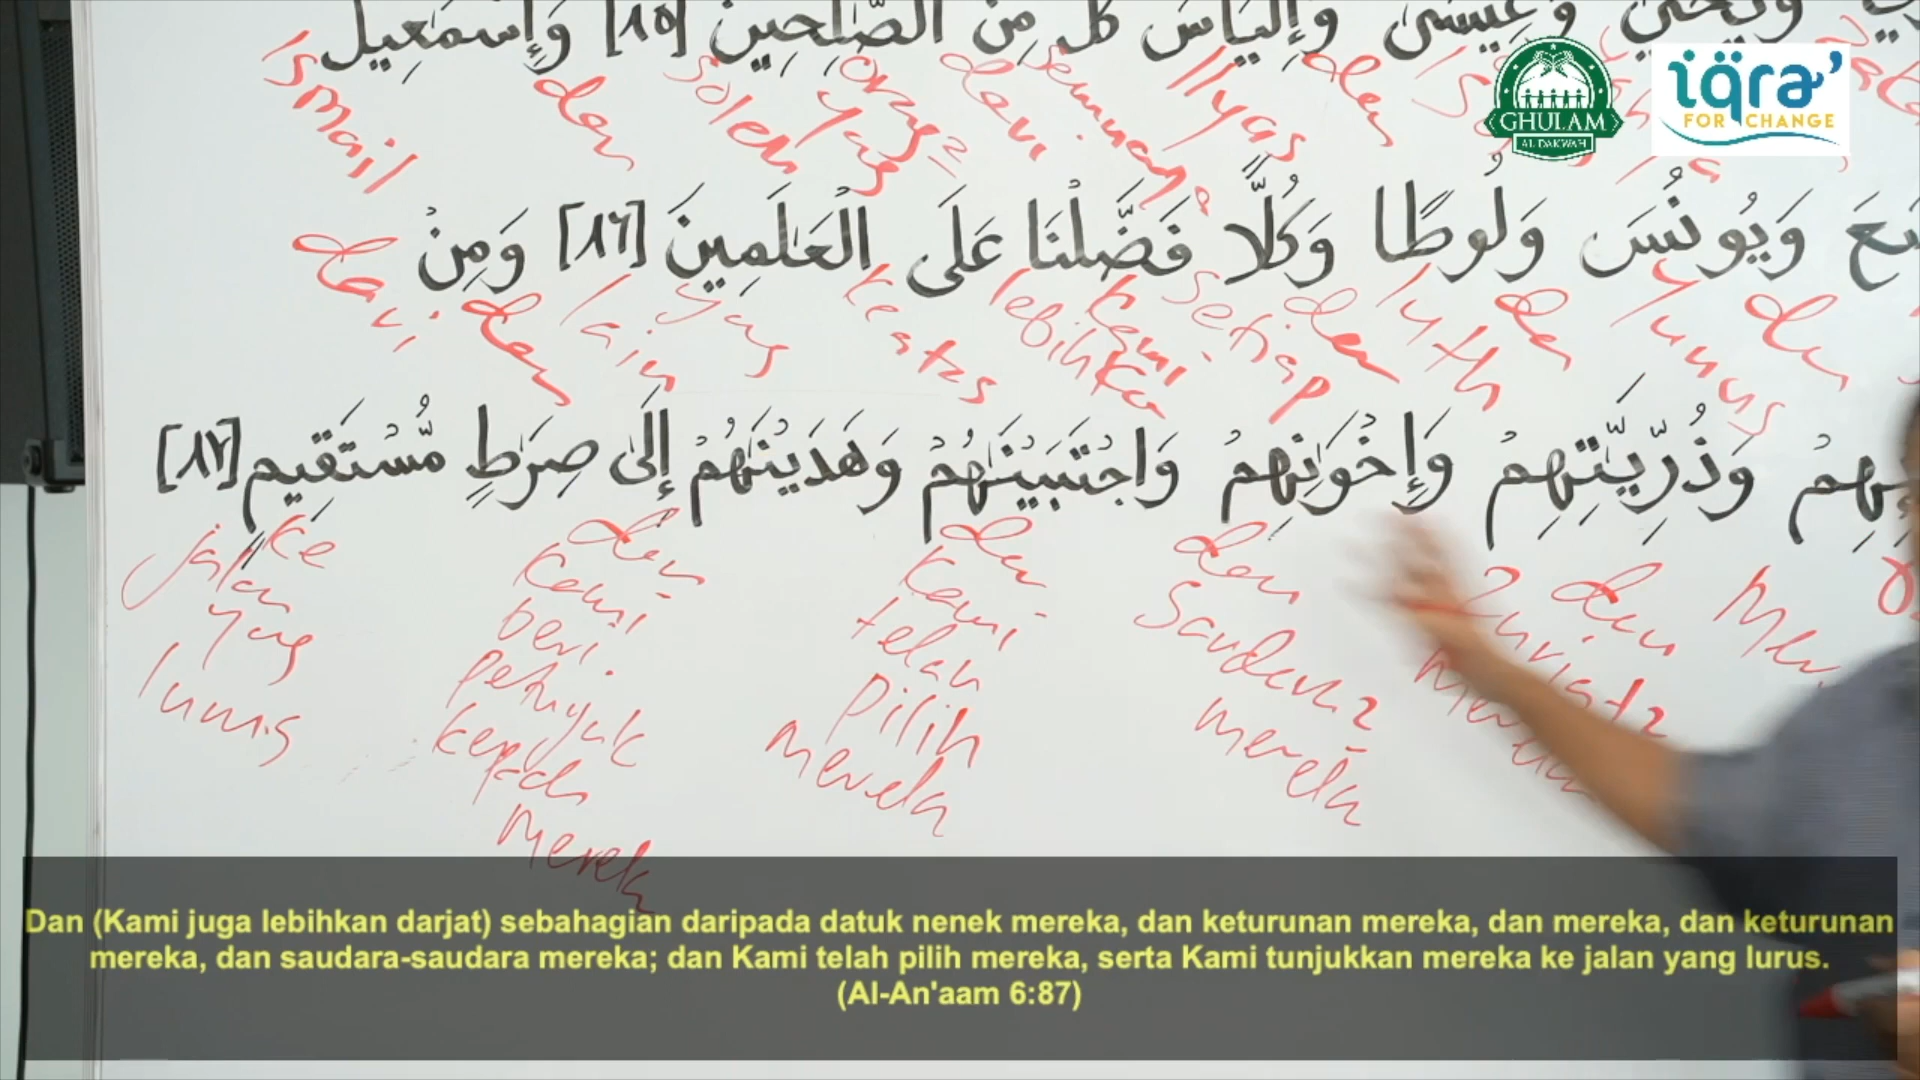 وَيَحْيَىٰ وَعِيسَىٰ وَإِلْيَاسَ كُلٌّ مِنَ الصَّالِحِينَ [٨٥] وَإِسْمَٰعِيلَ
dan Ilyas semuanya dari orang2 yang soleh dan Ismail
وَيُونُسَ وَلُوطًا وَكُلًّا فَضَّلْنَا عَلَى الْعَٰلَمِينَ [٨٦] وَمِنْ
dan Yunus dan luth dan setiap kami lebihkan keatas yang lain dan dari
وَذُرِّيَّٰتِهِمْ وَإِخْوَٰنِهِمْ وَاجْتَبَيْنَٰهُمْ وَهَدَيْنَٰهُمْ إِلَىٰ صِرَٰطٍ مُّسْتَقِيمٍ [٨٧]
dan Zuriat2 mereka dan Saudara2 mereka dan kami telah pilih mereka dan kami beri petunjuk kepada mereka ke jalan yang lurus
GHULAM
AL DAKWAH
iqra'
FOR CHANGE
Dan (Kami juga lebihkan darjat) sebahagian daripada datuk nenek mereka, dan keturunan mereka, dan mereka, dan keturunan
mereka, dan saudara-saudara mereka; dan Kami telah pilih mereka, serta Kami tunjukkan mereka ke jalan yang lurus.
(Al-An'aam 6:87)